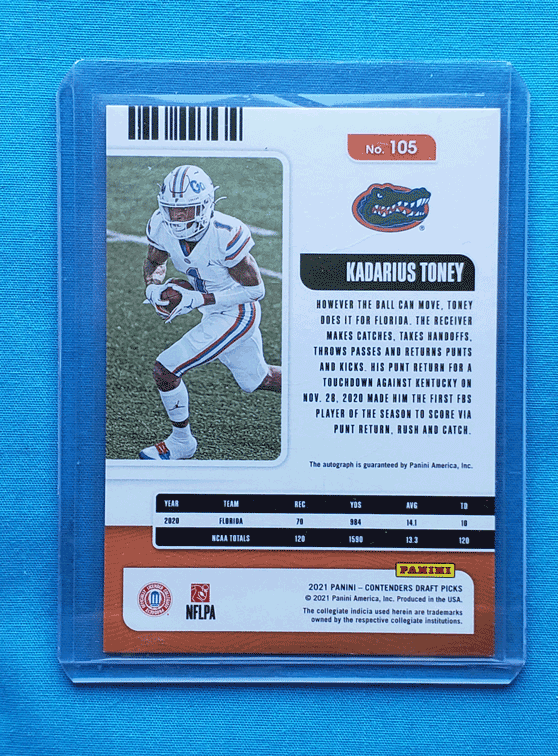 No. 105
KADARIUS TONEY
HOWEVER THE BALL CAN MOVE, TONEY
DOES IT FOR FLORIDA. THE RECEIVER
MAKES CATCHES, TAKES HANDOFFS,
THROWS PASSES AND RETURNS PUNTS
AND KICKS. HIS PUNT RETURN FOR A
TOUCHDOWN AGAINST KENTUCKY ON
NOV. 28, 2020 MADE HIM THE FIRST FBS
PLAYER OF THE SEASON TO SCORE VIA
PUNT RETURN, RUSH AND CATCH.
The autograph is guaranteed by Panini America, Inc.
YEAR TEAM REC YDS AVG TD
2020 FLORIDA 70 984 14.1 10
NCAA TOTALS 120 1590 13.3 120
PANINI
2021 PANINI – CONTENDERS DRAFT PICKS
© 2021 Panini America, Inc. Produced in the USA.
The collegiate indicia used herein are trademarks
owned by the respective collegiate institutions.
NFLPA
1